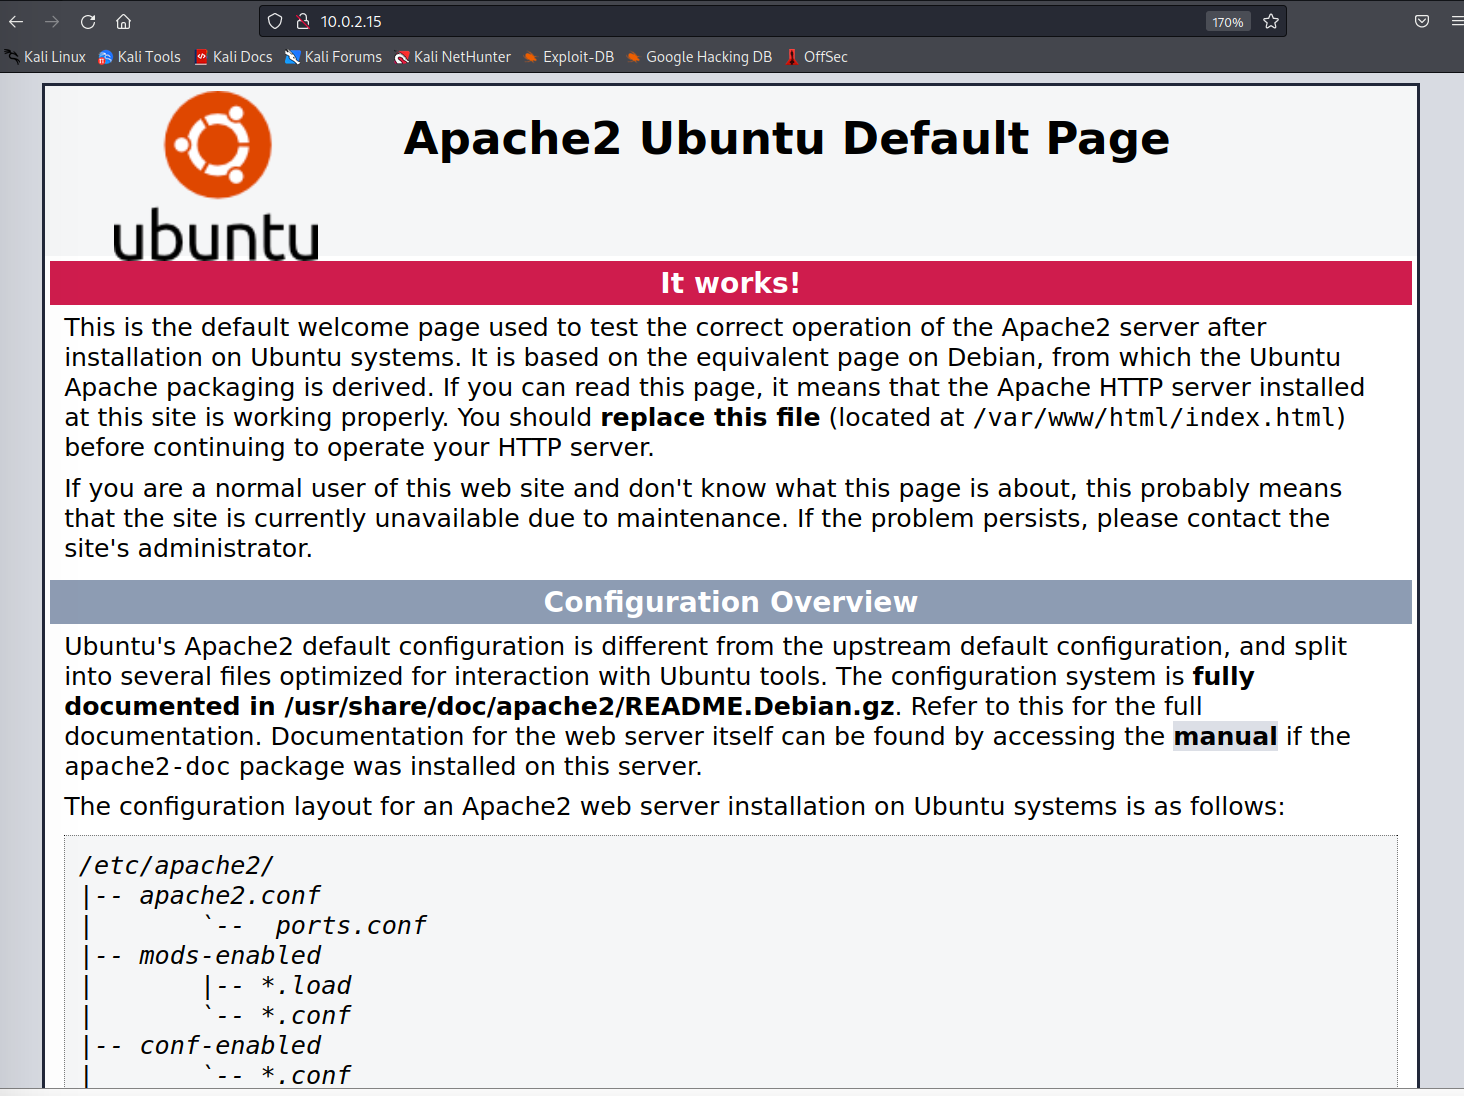 10.0.2.15
170%
Kali Linux Kali Tools Kali Docs Kali Forums Kali NetHunter Exploit-DB Google Hacking DB OffSec
ubuntu
Apache2 Ubuntu Default Page
It works!
This is the default welcome page used to test the correct operation of the Apache2 server after
installation on Ubuntu systems. It is based on the equivalent page on Debian, from which the Ubuntu
Apache packaging is derived. If you can read this page, it means that the Apache HTTP server installed
at this site is working properly. You should replace this file (located at /var/www/html/index.html)
before continuing to operate your HTTP server.
If you are a normal user of this web site and don't know what this page is about, this probably means
that the site is currently unavailable due to maintenance. If the problem persists, please contact the
site's administrator.
Configuration Overview
Ubuntu's Apache2 default configuration is different from the upstream default configuration, and split
into several files optimized for interaction with Ubuntu tools. The configuration system is fully
documented in /usr/share/doc/apache2/README.Debian.gz. Refer to this for the full
documentation. Documentation for the web server itself can be found by accessing the manual if the
apache2-doc package was installed on this server.
The configuration layout for an Apache2 web server installation on Ubuntu systems is as follows:
/etc/apache2/
|-- apache2.conf
|       `--  ports.conf
|-- mods-enabled
|       |-- *.load
|       `-- *.conf
|-- conf-enabled
|       `-- *.conf